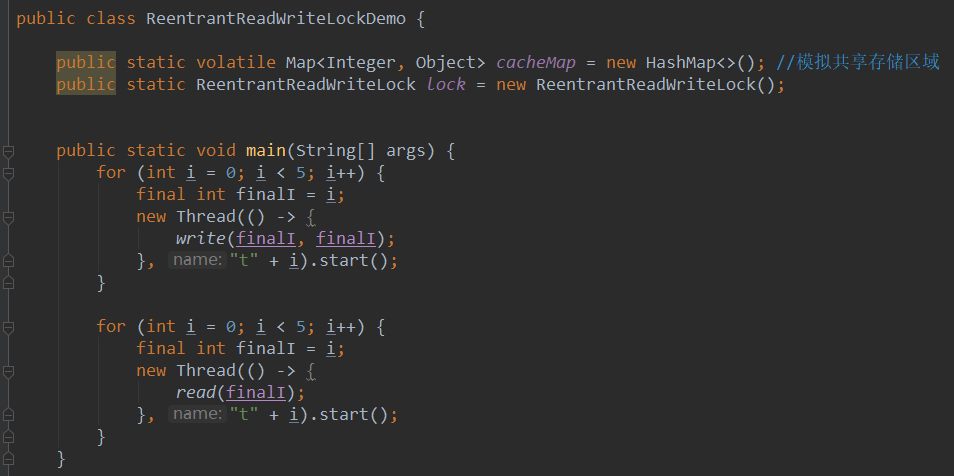 public class ReentrantReadWriteLockDemo {
public static volatile Map<Integer, Object> cacheMap = new HashMap<>(); //模拟共享存储区域
public static ReentrantReadWriteLock lock = new ReentrantReadWriteLock();
public static void main(String[] args) {
for (int i = 0; i < 5; i++) {
final int finalI = i;
new Thread(() -> {
write(finalI, finalI);
}, name: "t" + i).start();
}
for (int i = 0; i < 5; i++) {
final int finalI = i;
new Thread(() -> {
read(finalI);
}, name: "t" + i).start();
}
}